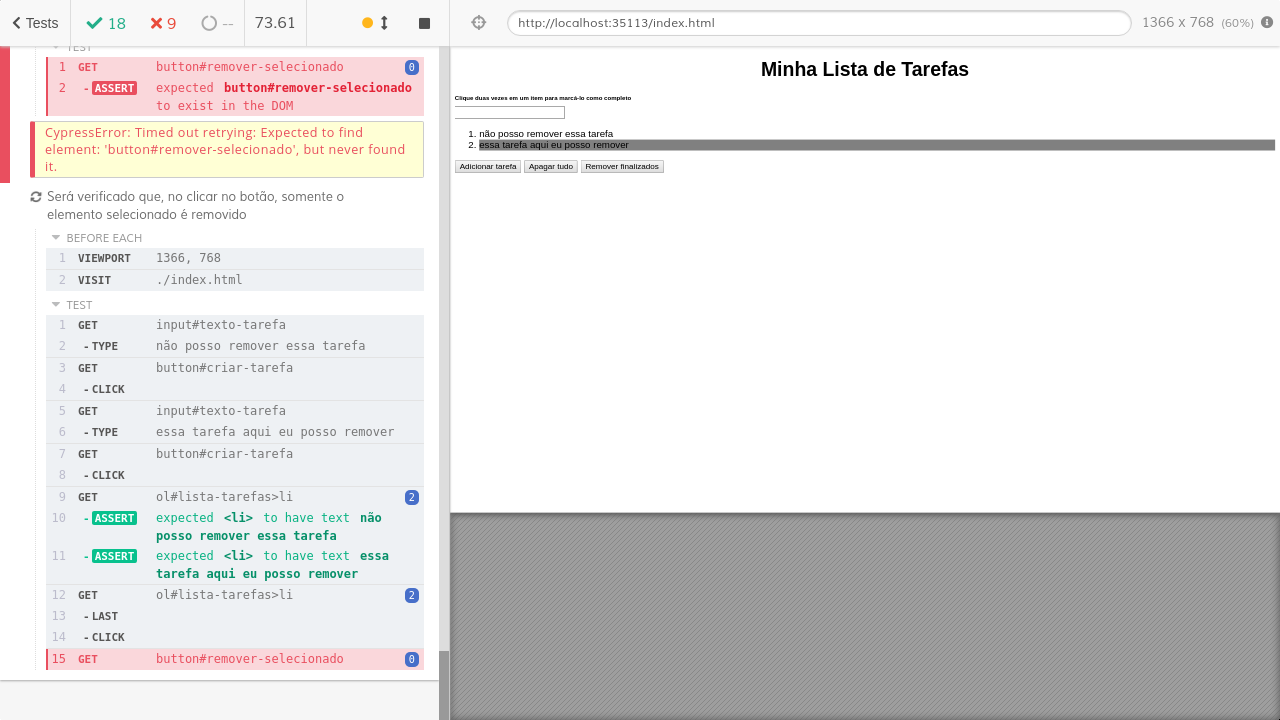 Tests
18
9
--
73.61
http://localhost:35113/index.html
1366 x 768 (60%)
TEST
1 GET button#remover-selecionado 0
2 -ASSERT expected button#remover-selecionado
to exist in the DOM
CypressError: Timed out retrying: Expected to find
element: 'button#remover-selecionado', but never found
it.
Será verificado que, no clicar no botão, somente o
elemento selecionado é removido
BEFORE EACH
1 VIEWPORT 1366, 768
2 VISIT ./index.html
TEST
1 GET input#texto-tarefa
2 -TYPE não posso remover essa tarefa
3 GET button#criar-tarefa
4 -CLICK
5 GET input#texto-tarefa
6 -TYPE essa tarefa aqui eu posso remover
7 GET button#criar-tarefa
8 -CLICK
9 GET ol#lista-tarefas>li 2
10 -ASSERT expected <li> to have text não
posso remover essa tarefa
11 -ASSERT expected <li> to have text essa
tarefa aqui eu posso remover
12 GET ol#lista-tarefas>li 2
13 -LAST
14 -CLICK
15 GET button#remover-selecionado 0
Minha Lista de Tarefas
Clique duas vezes em um item para marcá-lo como completo
1. não posso remover essa tarefa
2. essa tarefa aqui eu posso remover
Adicionar tarefa Apagar tudo Remover finalizados